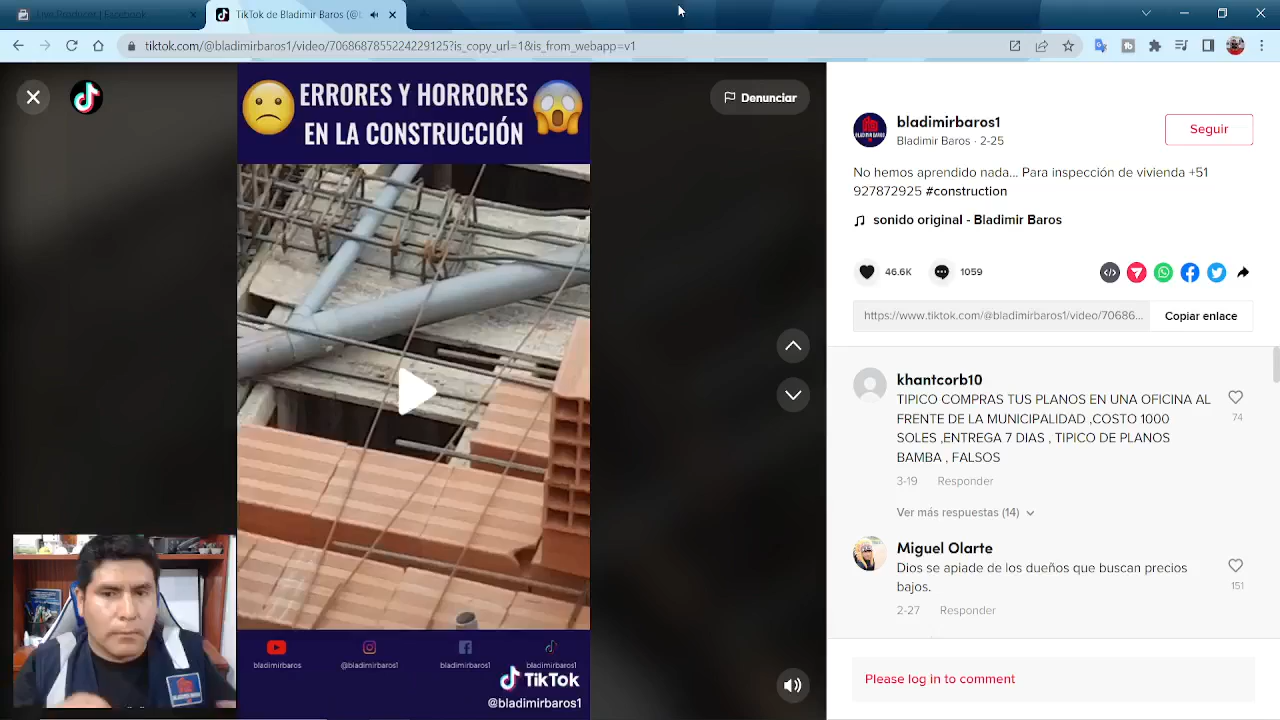 Live Producer | Facebook
TikTok de Bladimir Baros (@b
tiktok.com/@bladimirbaros1/video/7068687855224229125?is_copy_url=1&is_from_webapp=v1
ERRORES Y HORRORES
EN LA CONSTRUCCIÓN
Denunciar
bladimirbaros
@bladimirbaros1
bladimirbaros1
bladimirbaros1
TikTok
@bladimirbaros1
bladimirbaros1
Bladimir Baros · 2-25
Seguir
No hemos aprendido nada... Para inspección de vivienda +51
927872925 #construction
sonido original - Bladimir Baros
46.6K
1059
https://www.tiktok.com/@bladimirbaros1/video/70686...
Copiar enlace
khantcorb10
TIPICO COMPRAS TUS PLANOS EN UNA OFICINA AL
FRENTE DE LA MUNICIPALIDAD ,COSTO 1000
SOLES ,ENTREGA 7 DIAS , TIPICO DE PLANOS
BAMBA , FALSOS
74
3-19 Responder
Ver más respuestas (14)
Miguel Olarte
Dios se apiade de los dueños que buscan precios
bajos.
151
2-27 Responder
Please log in to comment